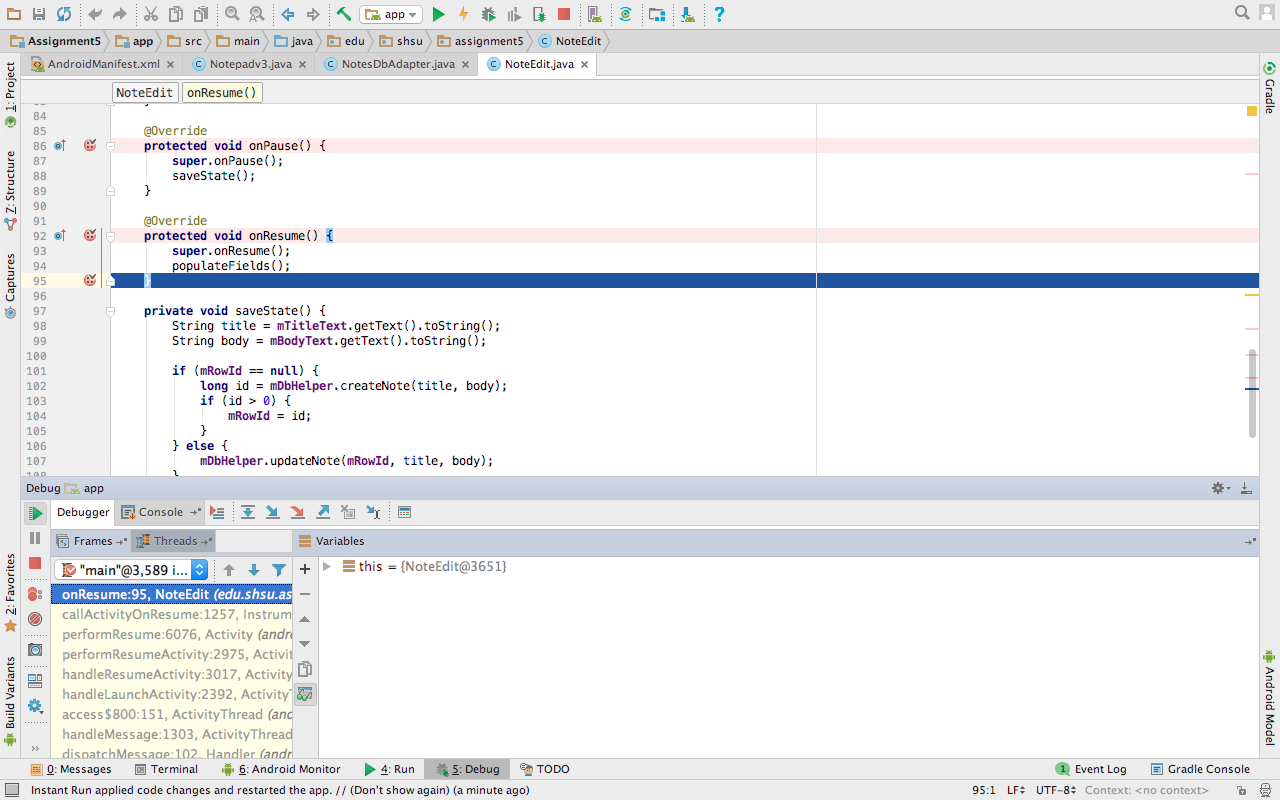 app
Assignment5 app src main java edu shsu assignment5 NoteEdit
AndroidManifest.xml Notepadv3.java NotesDbAdapter.java NoteEdit.java
NoteEdit onResume()
84
85 @Override
86 protected void onPause() {
87 super.onPause();
88 saveState();
89 }
90
91 @Override
92 protected void onResume() {
93 super.onResume();
94 populateFields();
95 }
96
97 private void saveState() {
98 String title = mTitleText.getText().toString();
99 String body = mBodyText.getText().toString();
100
101 if (mRowId == null) {
102 long id = mDbHelper.createNote(title, body);
103 if (id > 0) {
104 mRowId = id;
105 }
106 } else {
107 mDbHelper.updateNote(mRowId, title, body);
108 }
1: Project
Z: Structure
Captures
2: Favorites
Build Variants
Gradle
Android Model
Debug app
Debugger Console
Frames Threads Variables
"main"@3,589 i...
this = {NoteEdit@3651}
onResume:95, NoteEdit (edu.shsu.as
callActivityOnResume:1257, Instrum
performResume:6076, Activity (andr
performResumeActivity:2975, Activit
handleResumeActivity:3017, Activity
handleLaunchActivity:2392, ActivityT
access$800:151, ActivityThread (anc
handleMessage:1303, ActivityThread
dispatchMessage:102, Handler (andr
0: Messages Terminal 6: Android Monitor 4: Run 5: Debug TODO 1 Event Log Gradle Console
Instant Run applied code changes and restarted the app. // (Don't show again) (a minute ago) 95:1 LF UTF-8 Context: <no context>